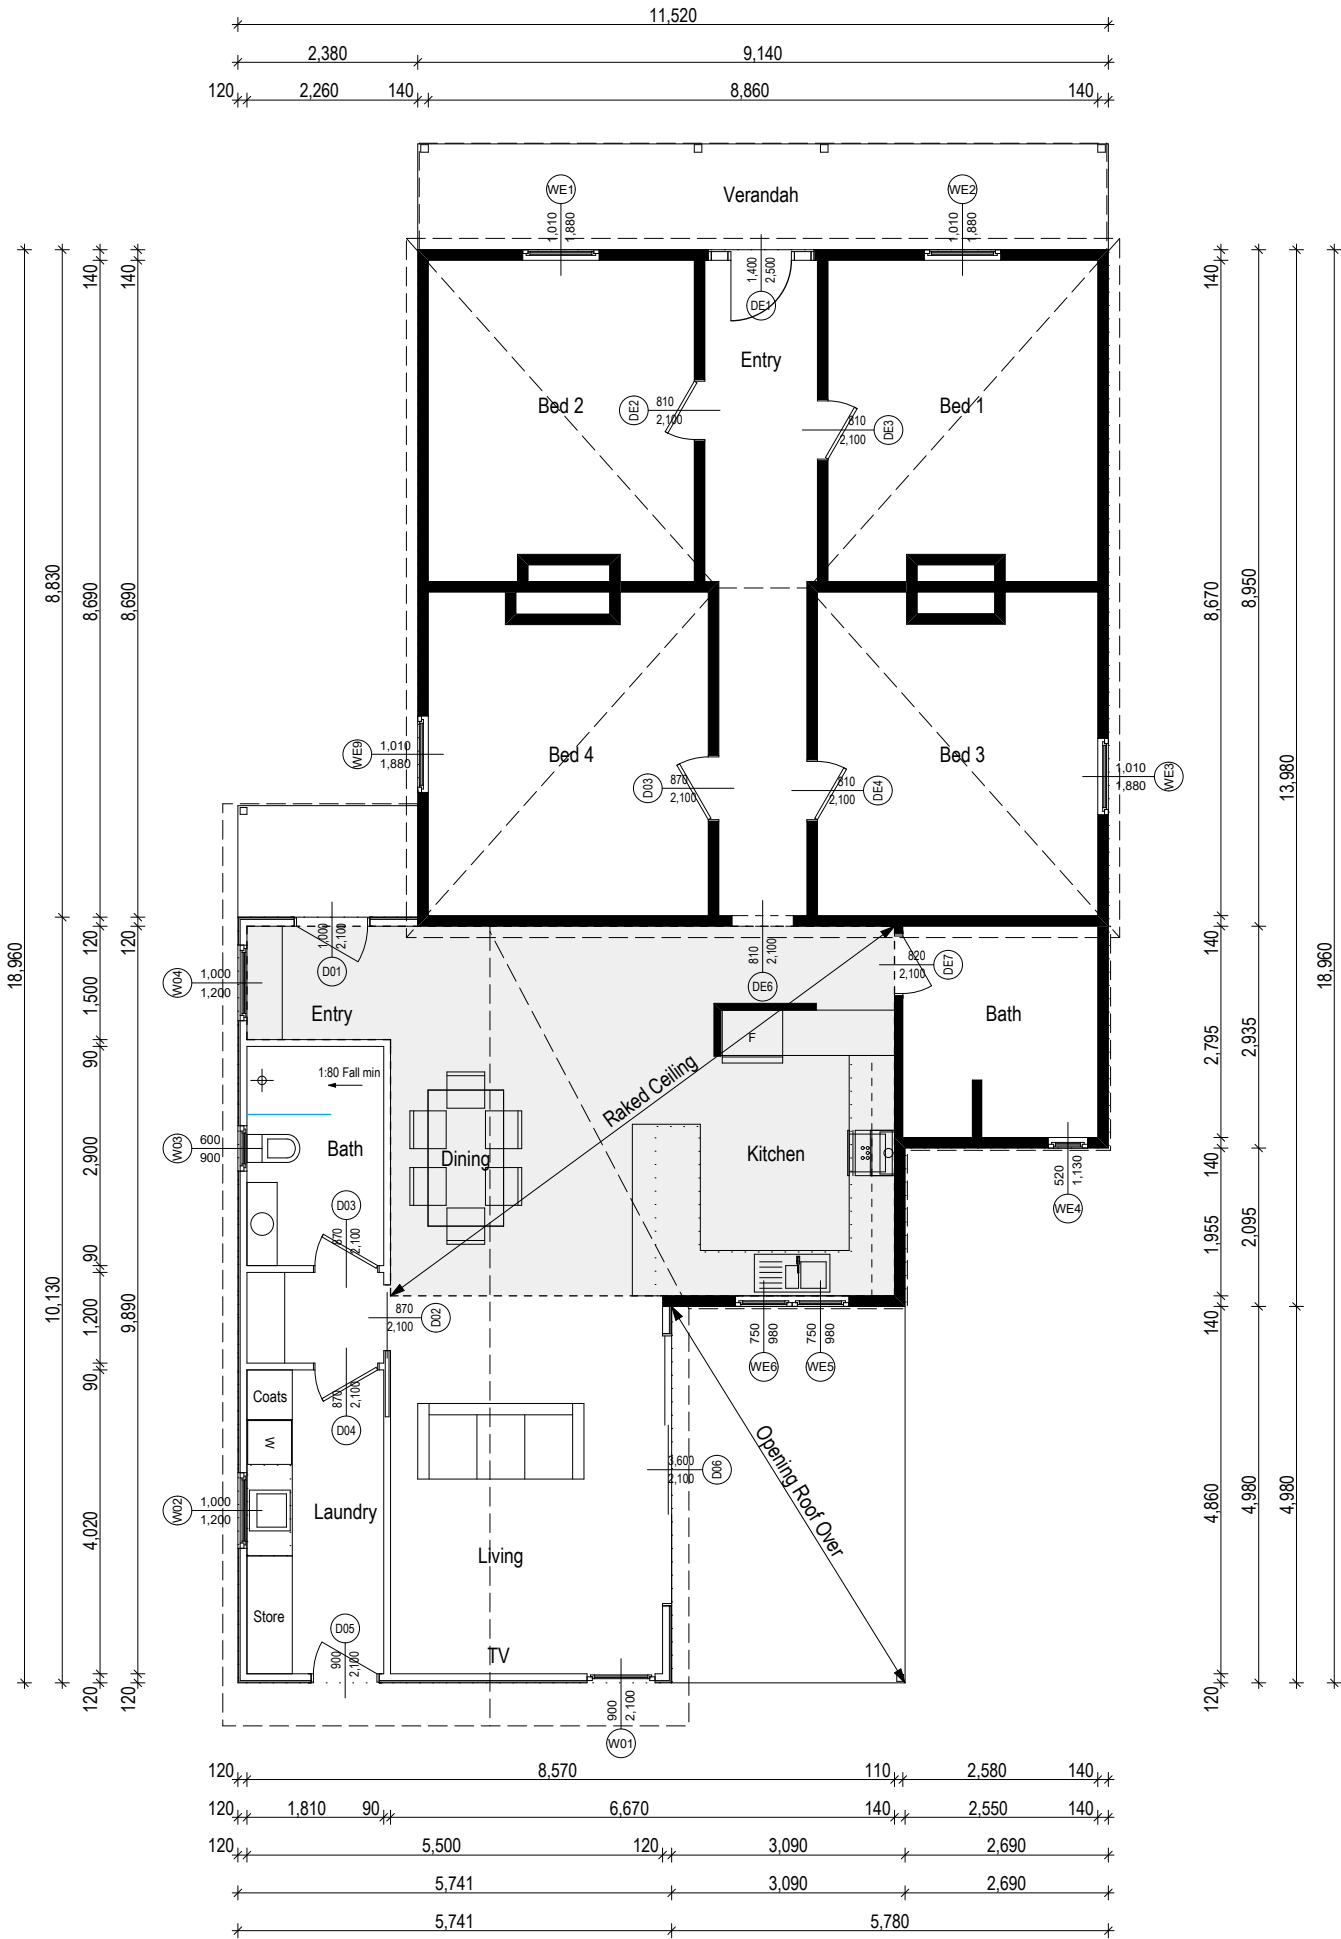 11,520
2,380 9,140
120 2,260 140 8,860 140
Verandah
WE1
1,010
1,880
WE2
1,010
1,880
1,400
2,500
DE1
Entry
Bed 2
Bed 1
DE2
810
2,100
810
2,100
DE3
Bed 4
Bed 3
WE9
1,010
1,880
D03
870
2,100
810
2,100
DE4
1,010
1,880
WE3
18,960
8,830
10,130
140
8,690
120
1,500
90
2,900
90
1,200
90
4,020
120
140
8,690
120
9,890
120
140
8,670
140
2,795
140
1,955
140
4,860
120
8,950
2,935
2,095
4,980
13,980
4,980
18,960
1,000
2,100
D01
W04
1,000
1,200
Entry
810
2,100
DE6
820
2,100
DE7
Bath
F
Raked Ceiling
1:80 Fall min
W03
600
900
Bath
Dining
Kitchen
520
1,130
WE4
D03
870
2,100
870
2,100
D02
750
980
WE6
750
980
WE5
870
2,100
D04
Coats
W
W02
1,000
1,200
Laundry
3,600
2,100
D06
Opening Roof Over
Living
Store
D05
900
2,100
TV
900
2,100
W01
120 8,570 110 2,580 140
120 1,810 90 6,670 140 2,550 140
120 5,500 120 3,090 2,690
5,741 3,090 2,690
5,741 5,780